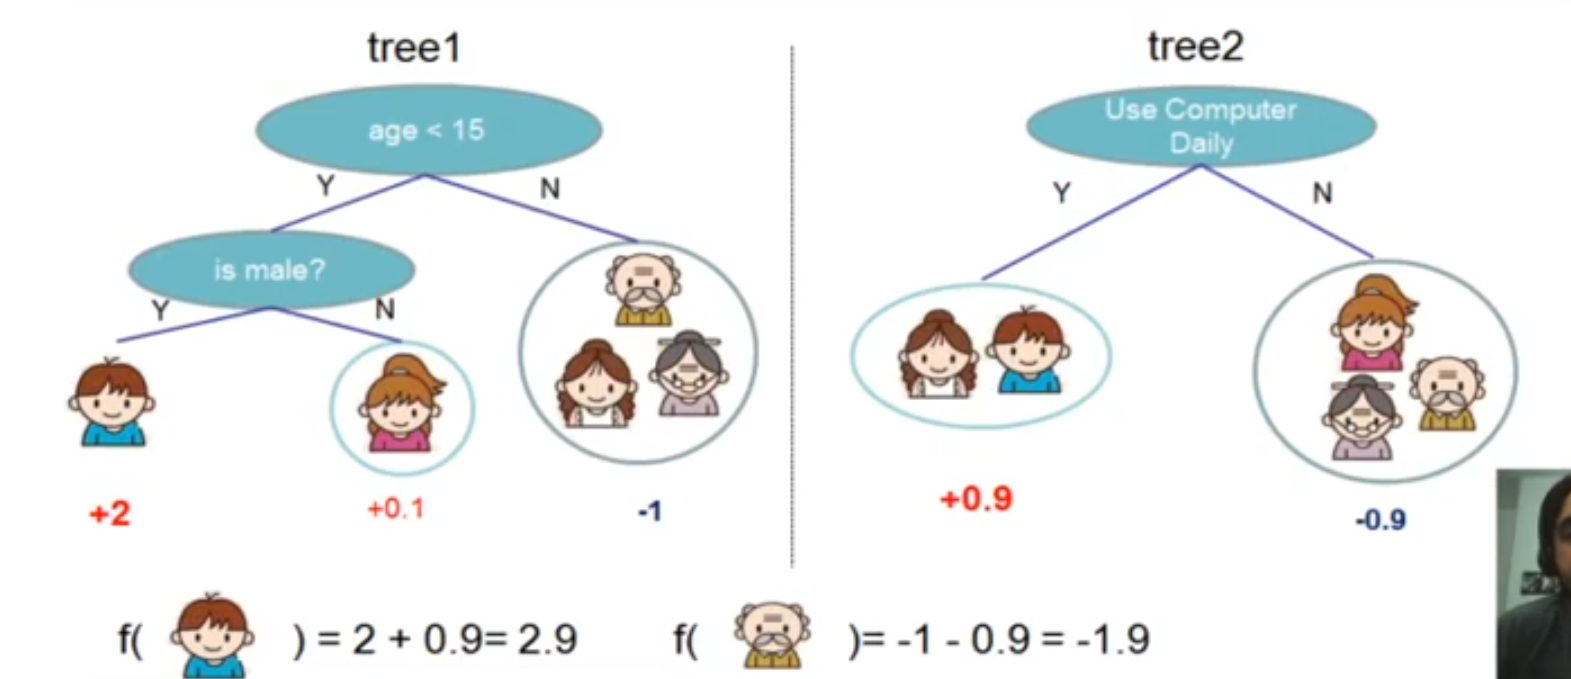 tree1
tree2
age < 15
Use Computer
Daily
Y
N
Y
N
is male?
Y
N
+2
+0.1
-1
+0.9
-0.9
f( ) = 2 + 0.9= 2.9
f( )= -1 - 0.9 = -1.9